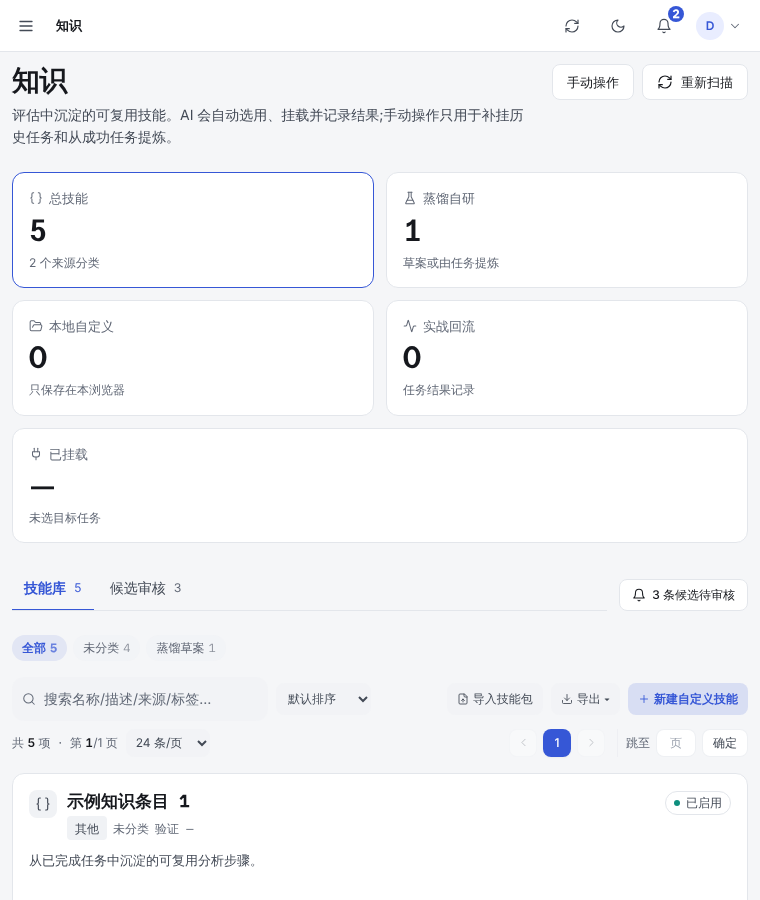 知识
2
D
知识
手动操作
重新扫描
评估中沉淀的可复用技能。AI 会自动选用、挂载并记录结果;手动操作只用于补挂历
史任务和从成功任务提炼。
总技能
5
2 个来源分类
蒸馏自研
1
草案或由任务提炼
本地自定义
0
只保存在本浏览器
实战回流
0
任务结果记录
已挂载
—
未选目标任务
技能库 5
候选审核 3
3 条候选待审核
全部 5
未分类 4
蒸馏草案 1
搜索名称/描述/来源/标签...
默认排序
导入技能包
导出
新建自定义技能
共 5 项 · 第 1/1 页
24 条/页
1
跳至
页
确定
示例知识条目 1
已启用
其他 未分类 验证 —
从已完成任务中沉淀的可复用分析步骤。